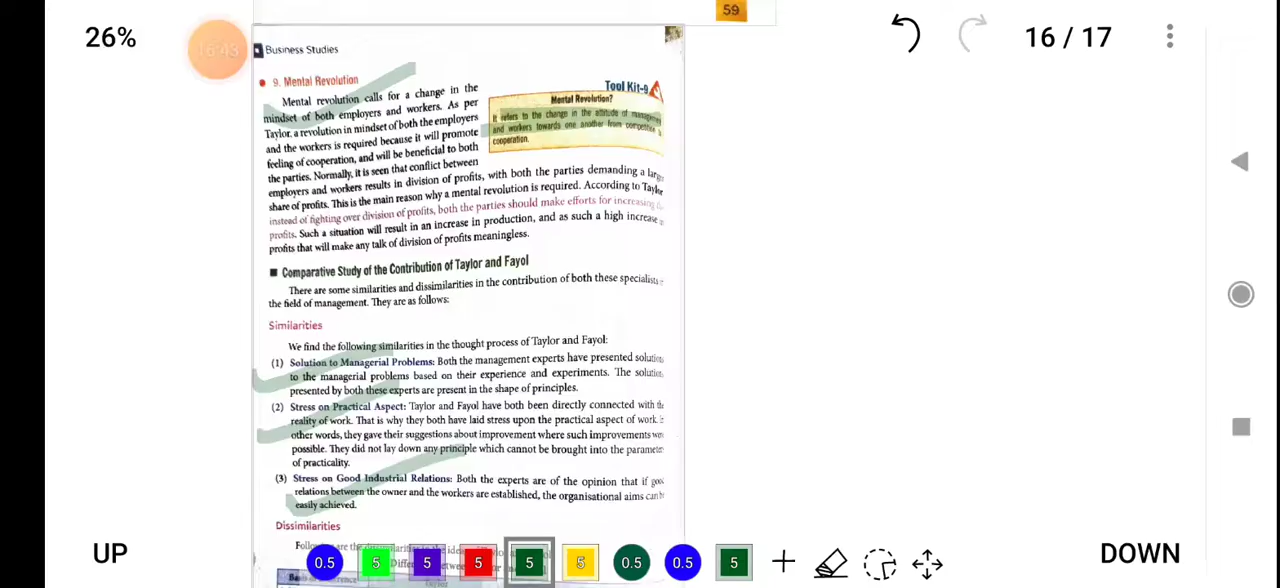 59
26%
16:43
16 / 17
Business Studies
9. Mental Revolution
Mental revolution calls for a change in the
mindset of both employers and workers. As per
Taylor, a revolution in mindset of both the employers
and the workers is required because it will promote
feeling of cooperation, and will be beneficial to both
the parties. Normally, it is seen that conflict between
Tool Kit-9
Mental Revolution?
It refers to the change in the attitude of
and workers towards one another from
cooperation.
employers and workers results in division of profits, with both the parties demanding a
share of profits. This is the main reason why a mental revolution is required. According to Taylor
instead of fighting over division of profits, both the parties should make efforts for increasing
profits. Such a situation will result in an increase in production, and as such a high increase
profits that will make any talk of division of profits meaningless.
■ Comparative Study of the Contribution of Taylor and Fayol
There are some similarities and dissimilarities in the contribution of both these specialists
the field of management. They are as follows:
Similarities
We find the following similarities in the thought process of Taylor and Fayol:
(1) Solution to Managerial Problems: Both the management experts have presented
to the managerial problems based on their experience and experiments. The
presented by both these experts are present in the shape of principles.
(2) Stress on Practical Aspect: Taylor and Fayol have both been directly connected with
reality of work. That is why they both have laid stress upon the practical aspect of work
other words, they gave their suggestions about improvement where such improvements
possible. They did not lay down any principle which cannot be brought into the
of practicality.
(3) Stress on Good Industrial Relations: Both the experts are of the opinion that if
relations between the owner and the workers are established, the organisational aims can
easily achieved.
Dissimilarities
are the
UP
0.5 5 5 5 5 5 0.5 0.5 5
DOWN